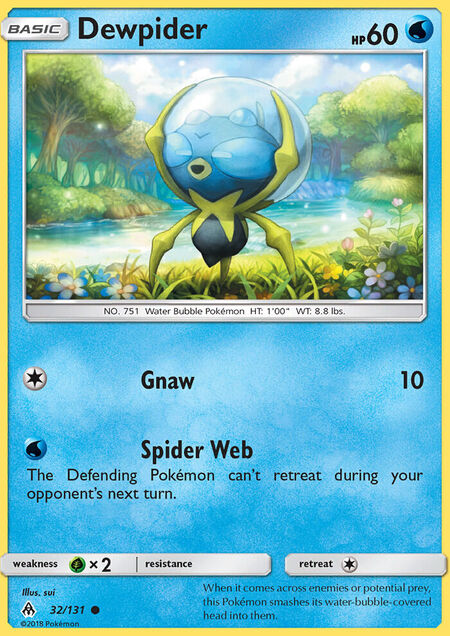 BASIC Dewpider HP60
NO. 751 Water Bubble Pokémon HT: 1'00" WT: 8.8 lbs.
Gnaw 10
Spider Web
The Defending Pokémon can't retreat during your
opponent's next turn.
weakness ×2 resistance retreat
Illus. sui
32/131
©2018 Pokémon
When it comes across enemies or potential prey,
this Pokémon smashes its water-bubble-covered
head into them.